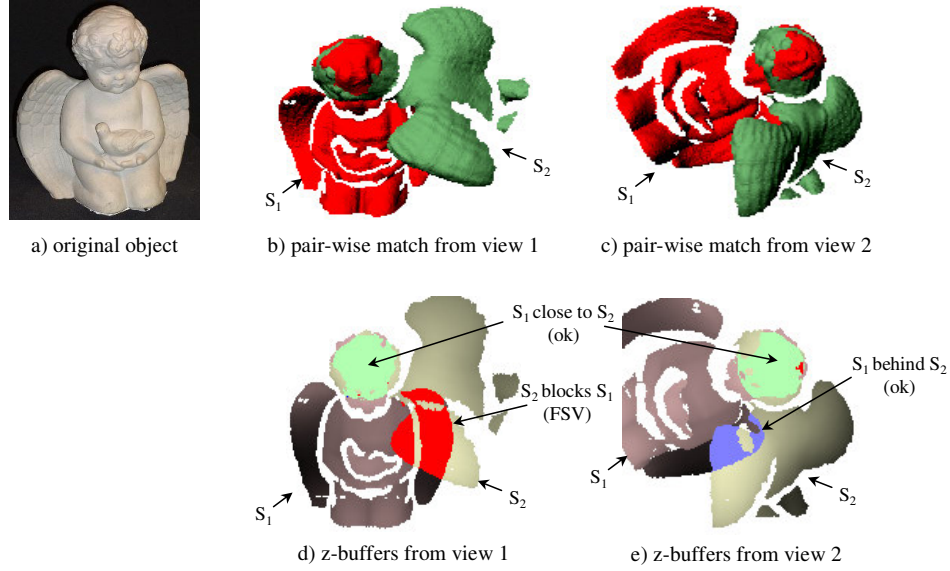 S1
S2
S1
S2
a) original object
b) pair-wise match from view 1
c) pair-wise match from view 2
S1 close to S2
(ok)
S2 blocks S1
(FSV)
S1 behind S2
(ok)
S1
S2
S1
S2
d) z-buffers from view 1
e) z-buffers from view 2